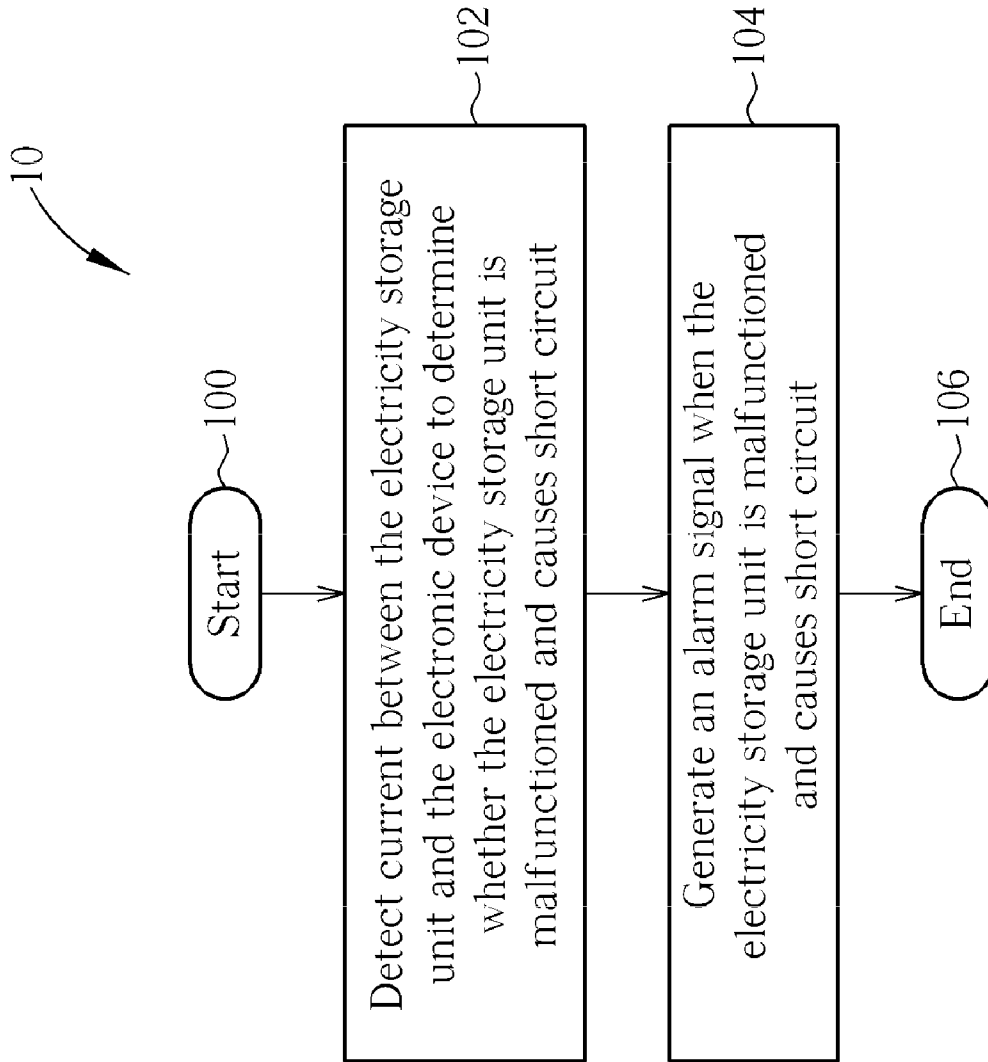 10
Start
100
Detect current between the electricity storage
unit and the electronic device to determine
whether the electricity storage unit is
malfunctioned and causes short circuit
102
Generate an alarm signal when the
electricity storage unit is malfunctioned
and causes short circuit
104
End
106